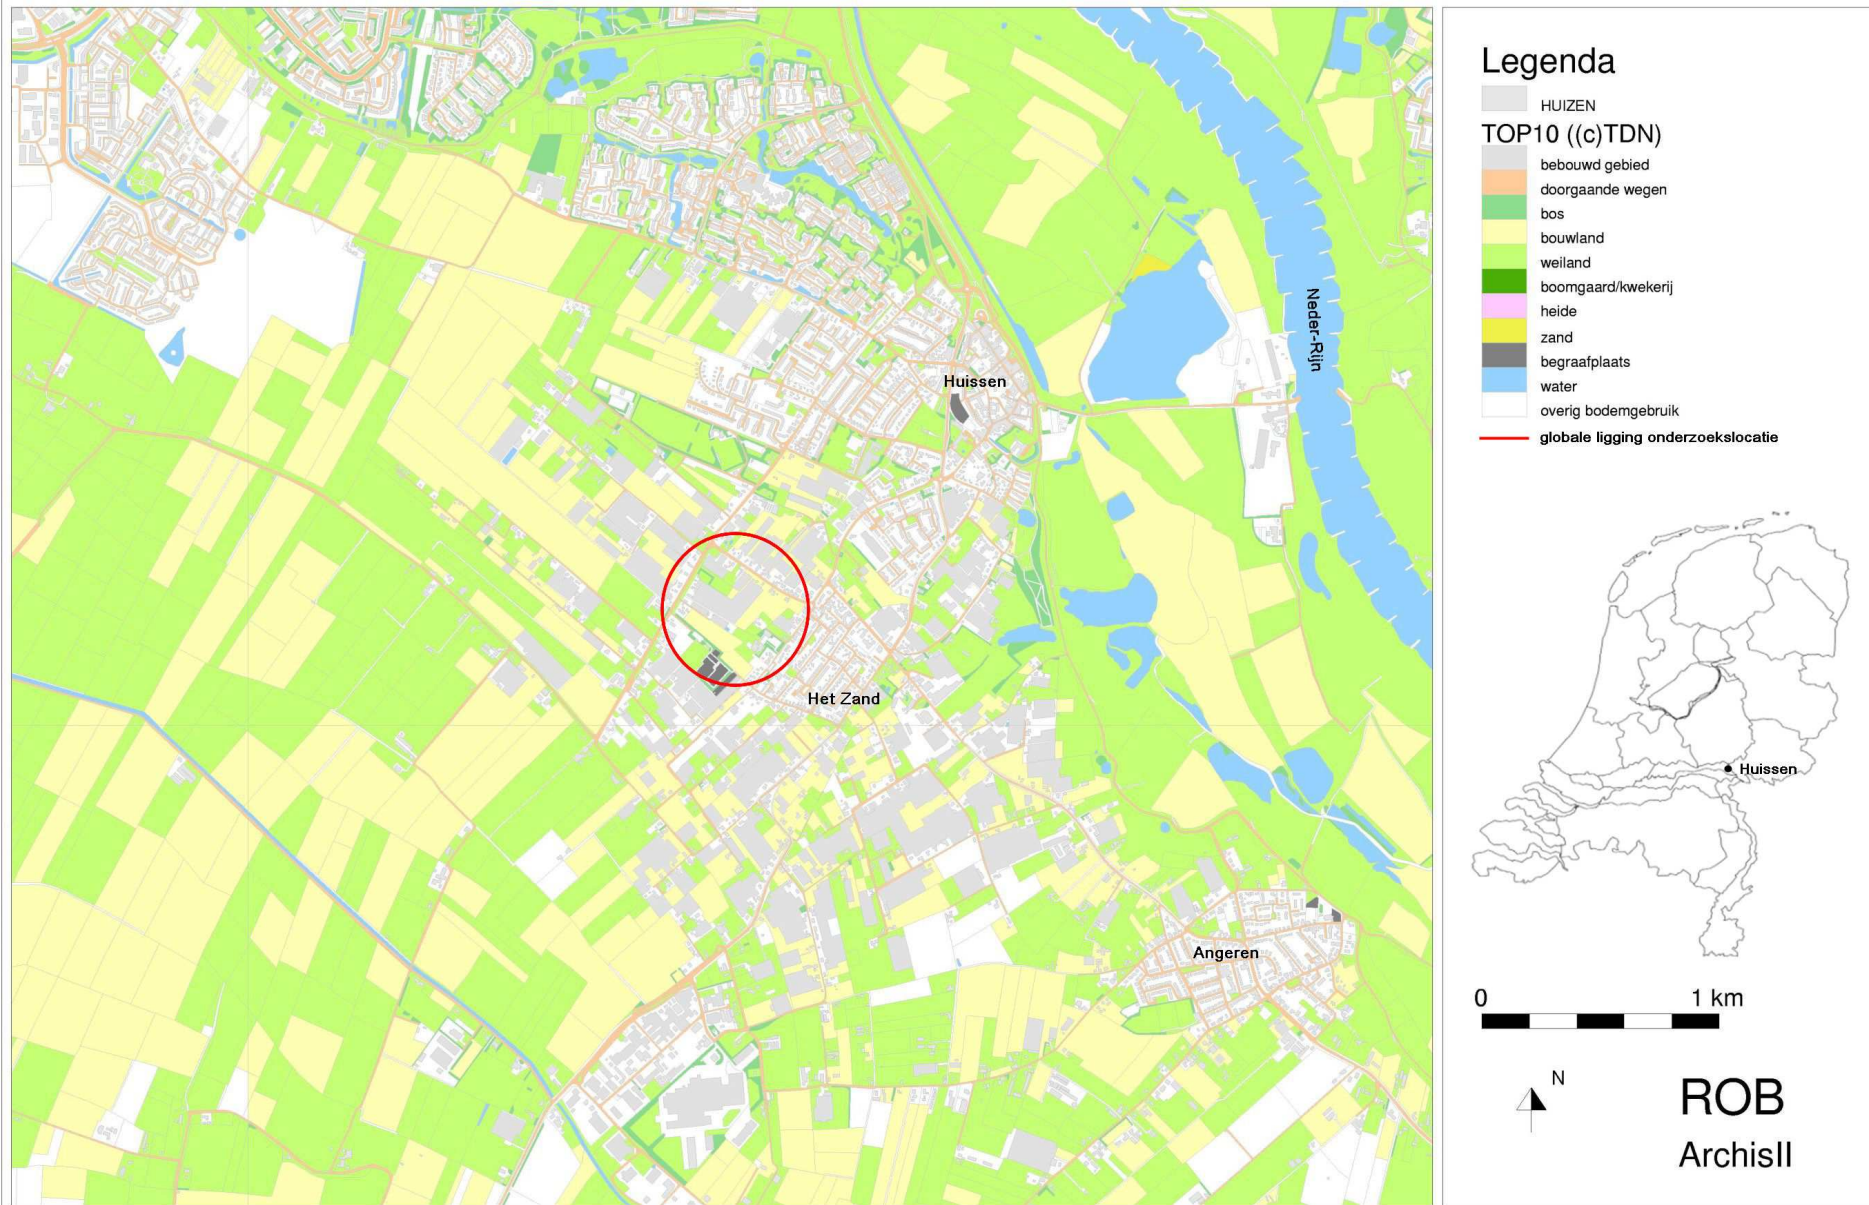 Huissen
Neder-Rijn
Het Zand
Angeren
Legenda
HUIZEN
TOP10 ((c)TDN)
bebouwd gebied
doorgaande wegen
bos
bouwland
weiland
boomgaard/kwekerij
heide
zand
begraafplaats
water
overig bodemgebruik
globale ligging onderzoekslocatie
Huissen
0 1 km
N
ROB
ArchisII